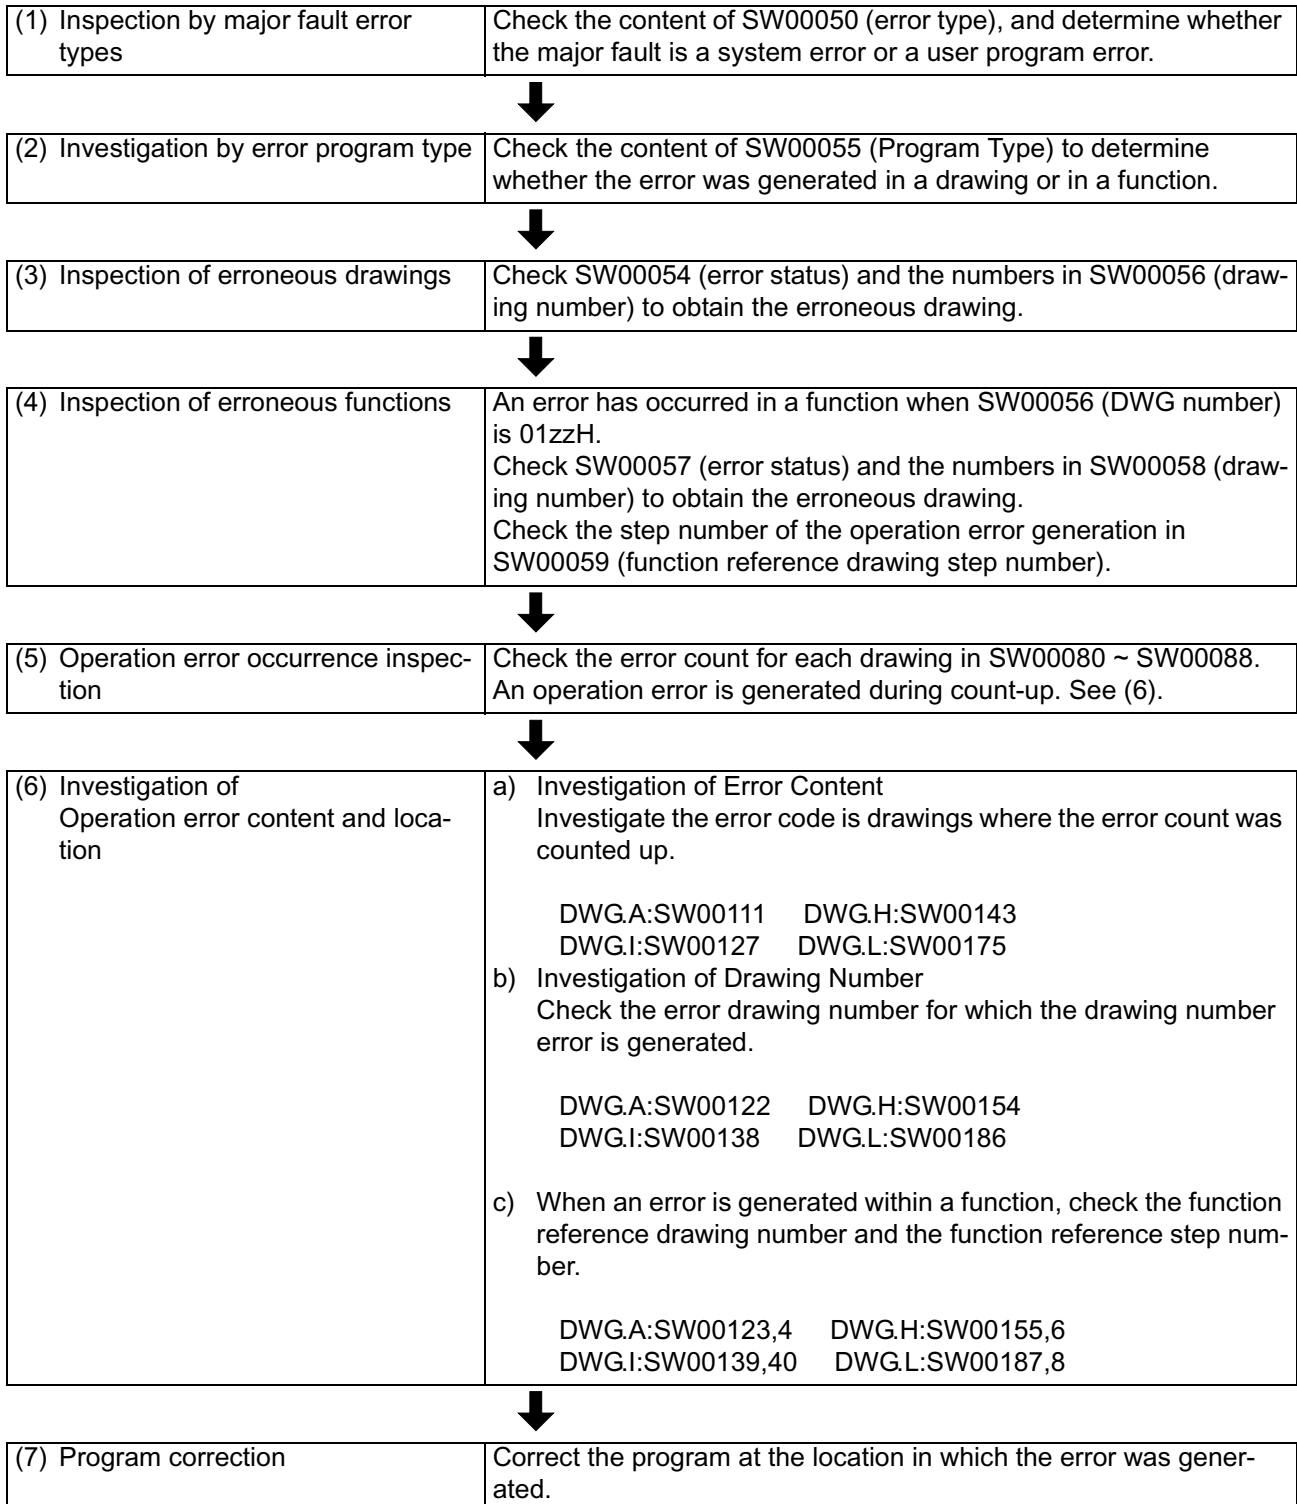 (1) Inspection by major fault error
types
Check the content of SW00050 (error type), and determine whether
the major fault is a system error or a user program error.
(2) Investigation by error program type
Check the content of SW00055 (Program Type) to determine
whether the error was generated in a drawing or in a function.
(3) Inspection of erroneous drawings
Check SW00054 (error status) and the numbers in SW00056 (draw-
ing number) to obtain the erroneous drawing.
(4) Inspection of erroneous functions
An error has occurred in a function when SW00056 (DWG number)
is 01zzH.
Check SW00057 (error status) and the numbers in SW00058 (draw-
ing number) to obtain the erroneous drawing.
Check the step number of the operation error generation in
SW00059 (function reference drawing step number).
(5) Operation error occurrence inspec-
tion
Check the error count for each drawing in SW00080 ~ SW00088.
An operation error is generated during count-up. See (6).
(6) Investigation of
Operation error content and loca-
tion
a) Investigation of Error Content
Investigate the error code is drawings where the error count was
counted up.
DWG.A:SW00111 DWG.H:SW00143
DWG.I:SW00127 DWG.L:SW00175
b) Investigation of Drawing Number
Check the error drawing number for which the drawing number
error is generated.
DWG.A:SW00122 DWG.H:SW00154
DWG.I:SW00138 DWG.L:SW00186
c) When an error is generated within a function, check the function
reference drawing number and the function reference step num-
ber.
DWG.A:SW00123,4 DWG.H:SW00155,6
DWG.I:SW00139,40 DWG.L:SW00187,8
(7) Program correction
Correct the program at the location in which the error was gener-
ated.